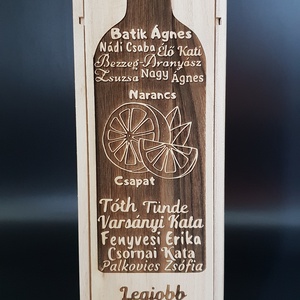 Batik Ágnes
Nádi Csaba Élő Kati
Bezzeg-Aranyász
Zsuzsa Nagy Ágnes
Narancs
Csapat
Tóth Tünde
Varsányi Kata
Fenyvesi Erika
Csornai Kata
Palkovics Zsófia
Legjobb